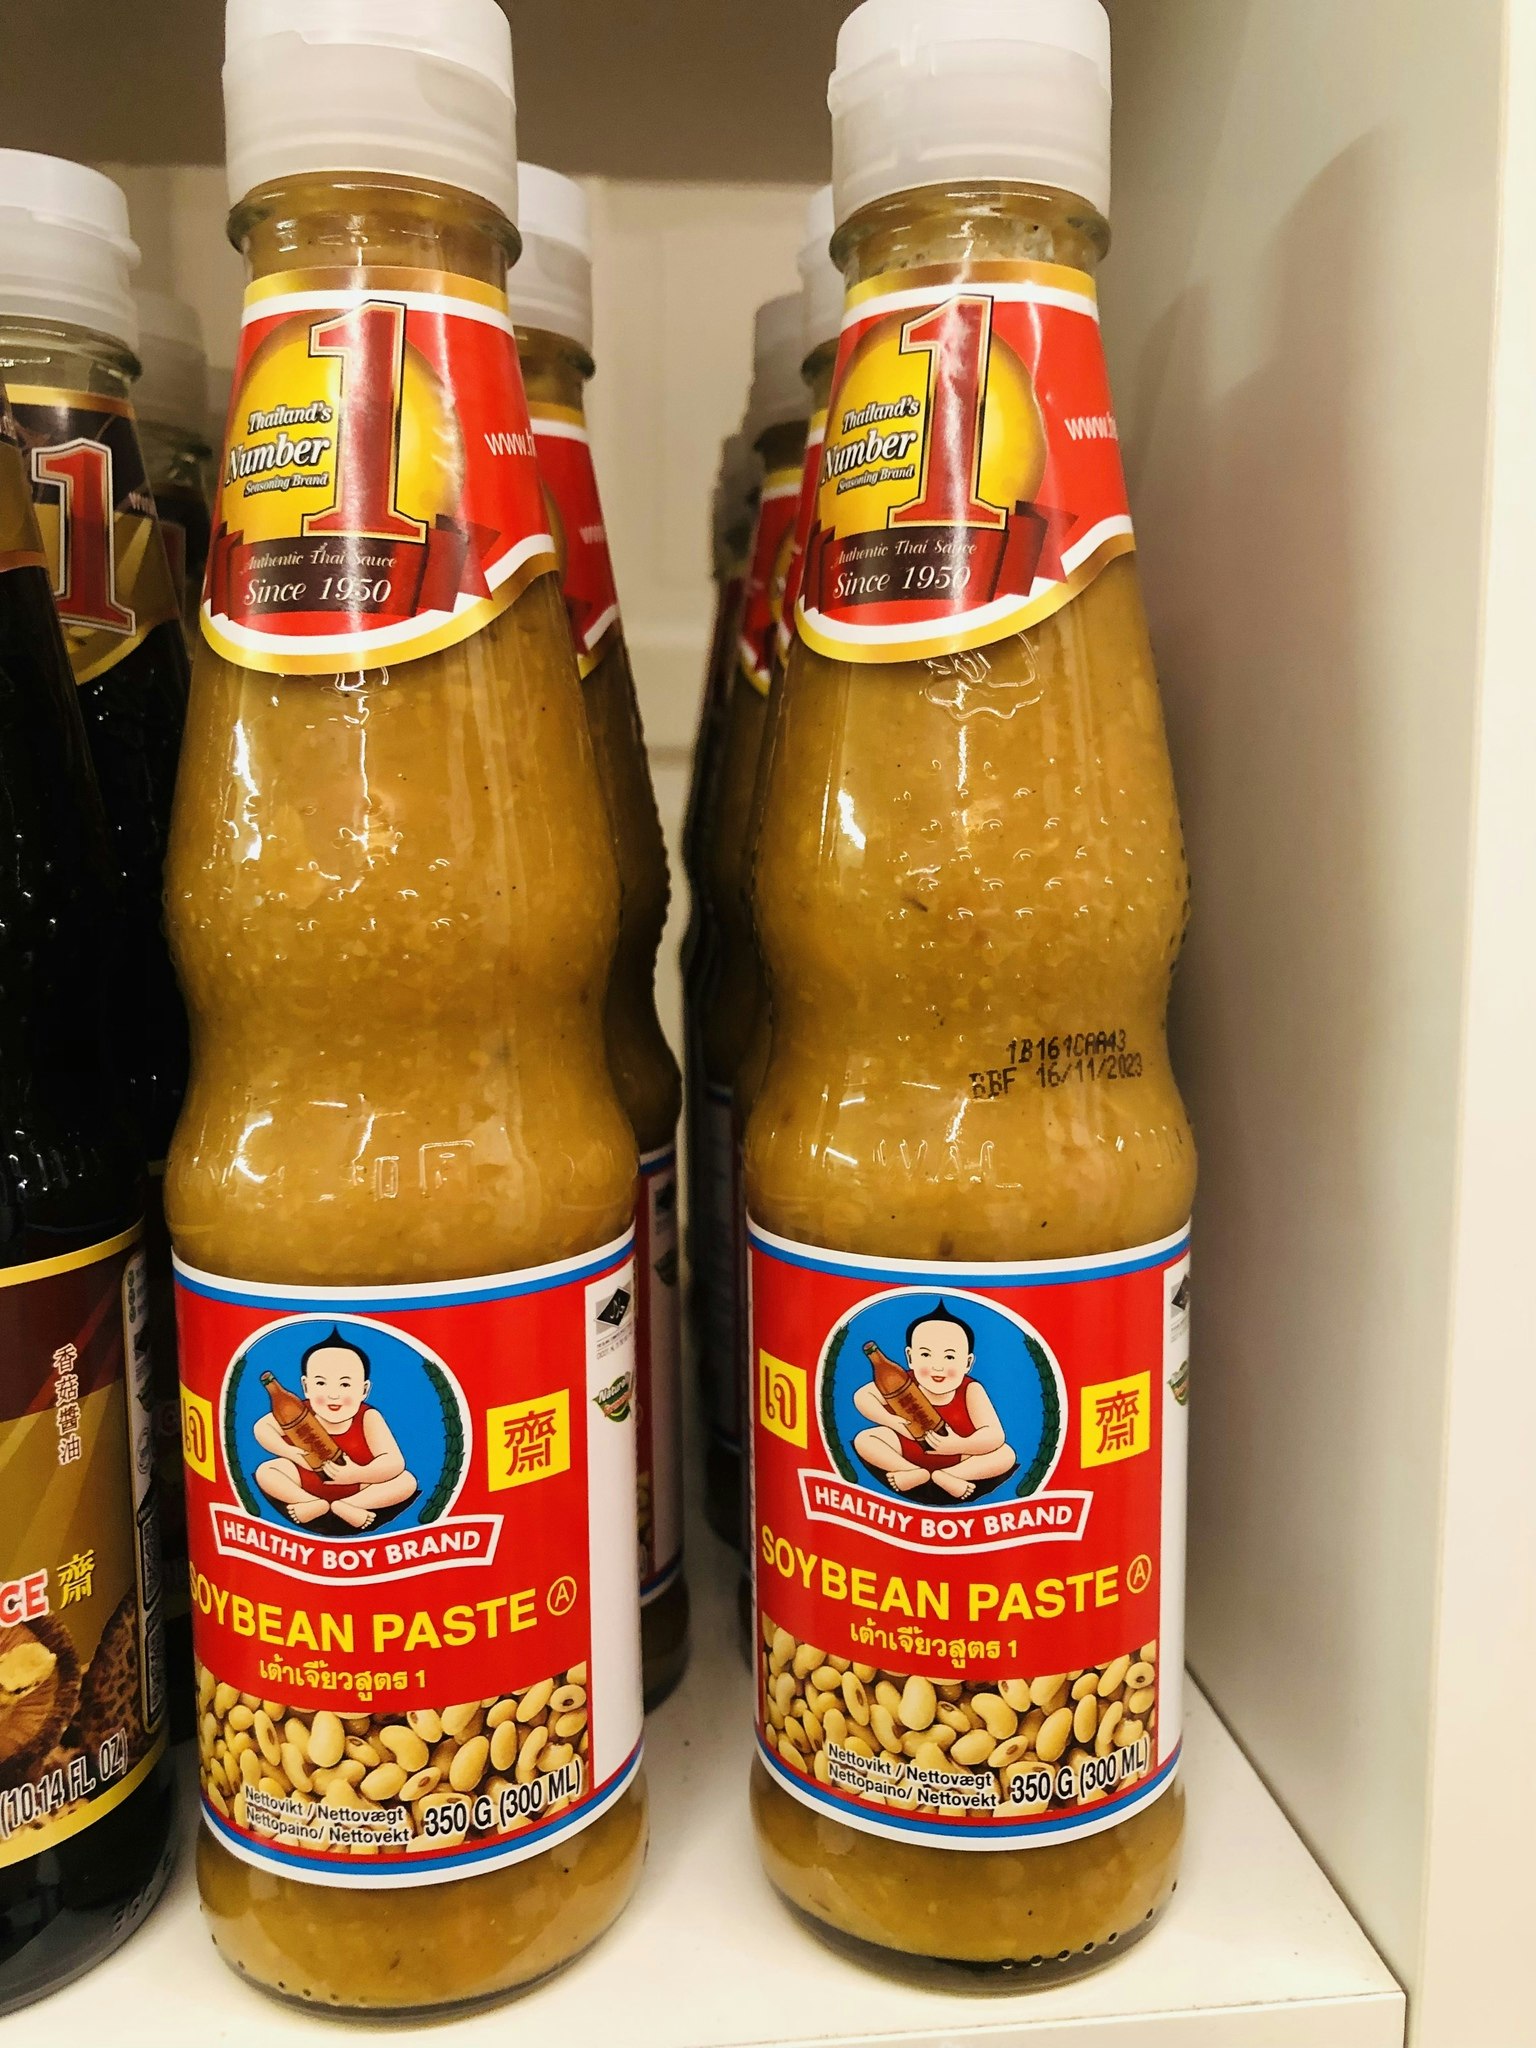 1
Thailand's
Number
Seasoning Brand
Authentic Thai Sauce
Since 1950
เจ
齋
HEALTHY BOY BRAND
SOYBEAN PASTE A
เต้าเจี้ยวสูตร 1
Nettovikt / Nettovægt
Nettopaino/ Nettovekt
350 G (300 ML)
1
Thailand's
Number
Seasoning Brand
Authentic Thai Sauce
Since 1950
1B161CAA43
BBF 16/11/2023
เจ
齋
HEALTHY BOY BRAND
SOYBEAN PASTE A
เต้าเจี้ยวสูตร 1
Nettovikt / Nettovægt
Nettopaino/ Nettovekt
350 G (300 ML)
1
香菇醬油
齋
(10.14 FL. OZ)